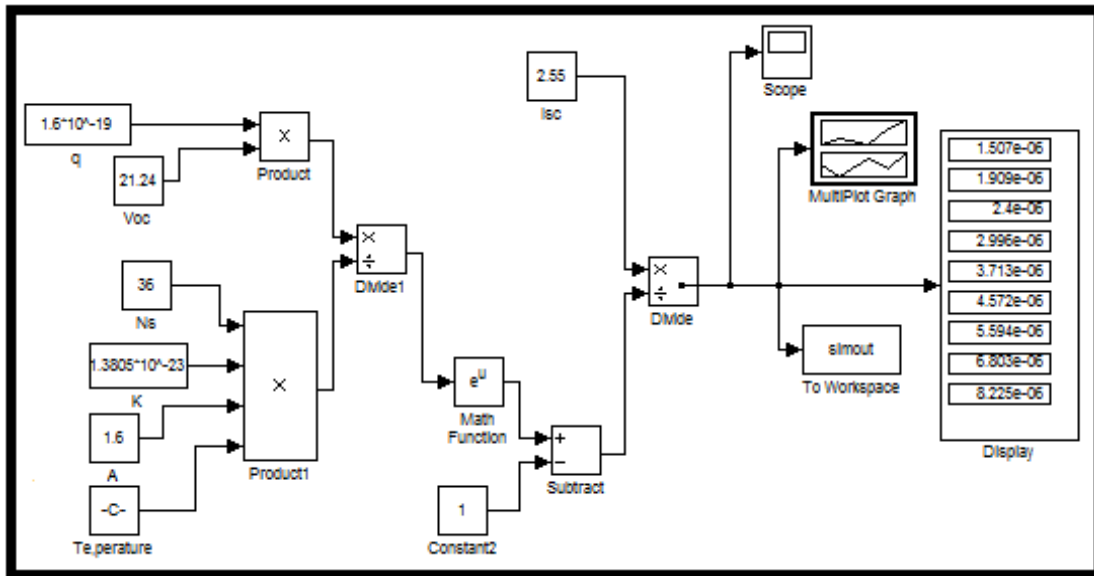 1.6*10^-19
q
21.24
Voc
×
Product
36
Ns
1.3805*10^-23
K
1.6
A
-C-
Te,perature
×
Product1
×
÷
Divide1
e^u
Math
Function
1
Constant2
+
−
Subtract
2.55
Isc
×
÷
Divide
Scope
MultiPlot Graph
simout
To Workspace
1.507e-06
1.909e-06
2.4e-06
2.996e-06
3.713e-06
4.572e-06
5.594e-06
6.803e-06
8.225e-06
Display